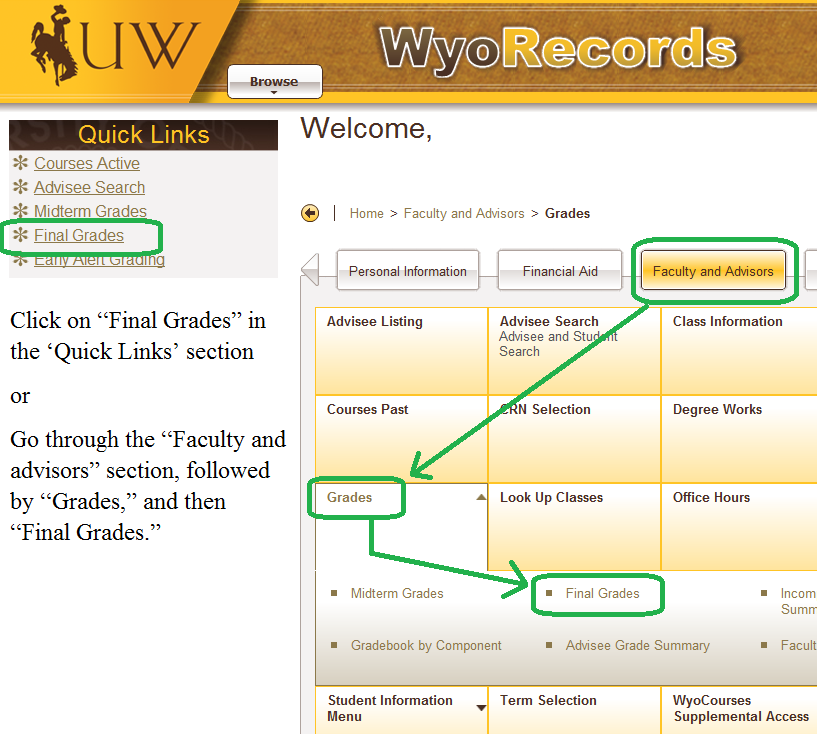 UW
WyoRecords
Browse
Quick Links
Courses Active
Advisee Search
Midterm Grades
Final Grades
Early Alert Grading
Click on “Final Grades” in
the ‘Quick Links’ section
or
Go through the “Faculty and
advisors” section, followed
by “Grades,” and then
“Final Grades.”
Welcome,
Home > Faculty and Advisors > Grades
Personal Information
Financial Aid
Faculty and Advisors
Advisee Listing
Advisee Search
Advisee and Student
Search
Class Information
Courses Past
CRN Selection
Degree Works
Grades
Look Up Classes
Office Hours
Midterm Grades
Final Grades
Incom
Summ
Gradebook by Component
Advisee Grade Summary
Facult
Student Information
Menu
Term Selection
WyoCourses
Supplemental Access